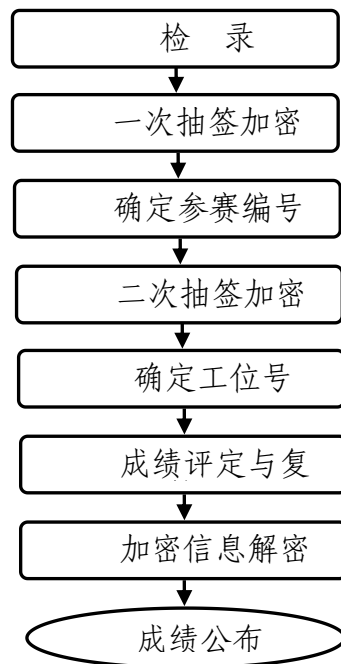 检 录
一次抽签加密
确定参赛编号
二次抽签加密
确定工位号
成绩评定与复
加密信息解密
成绩公布